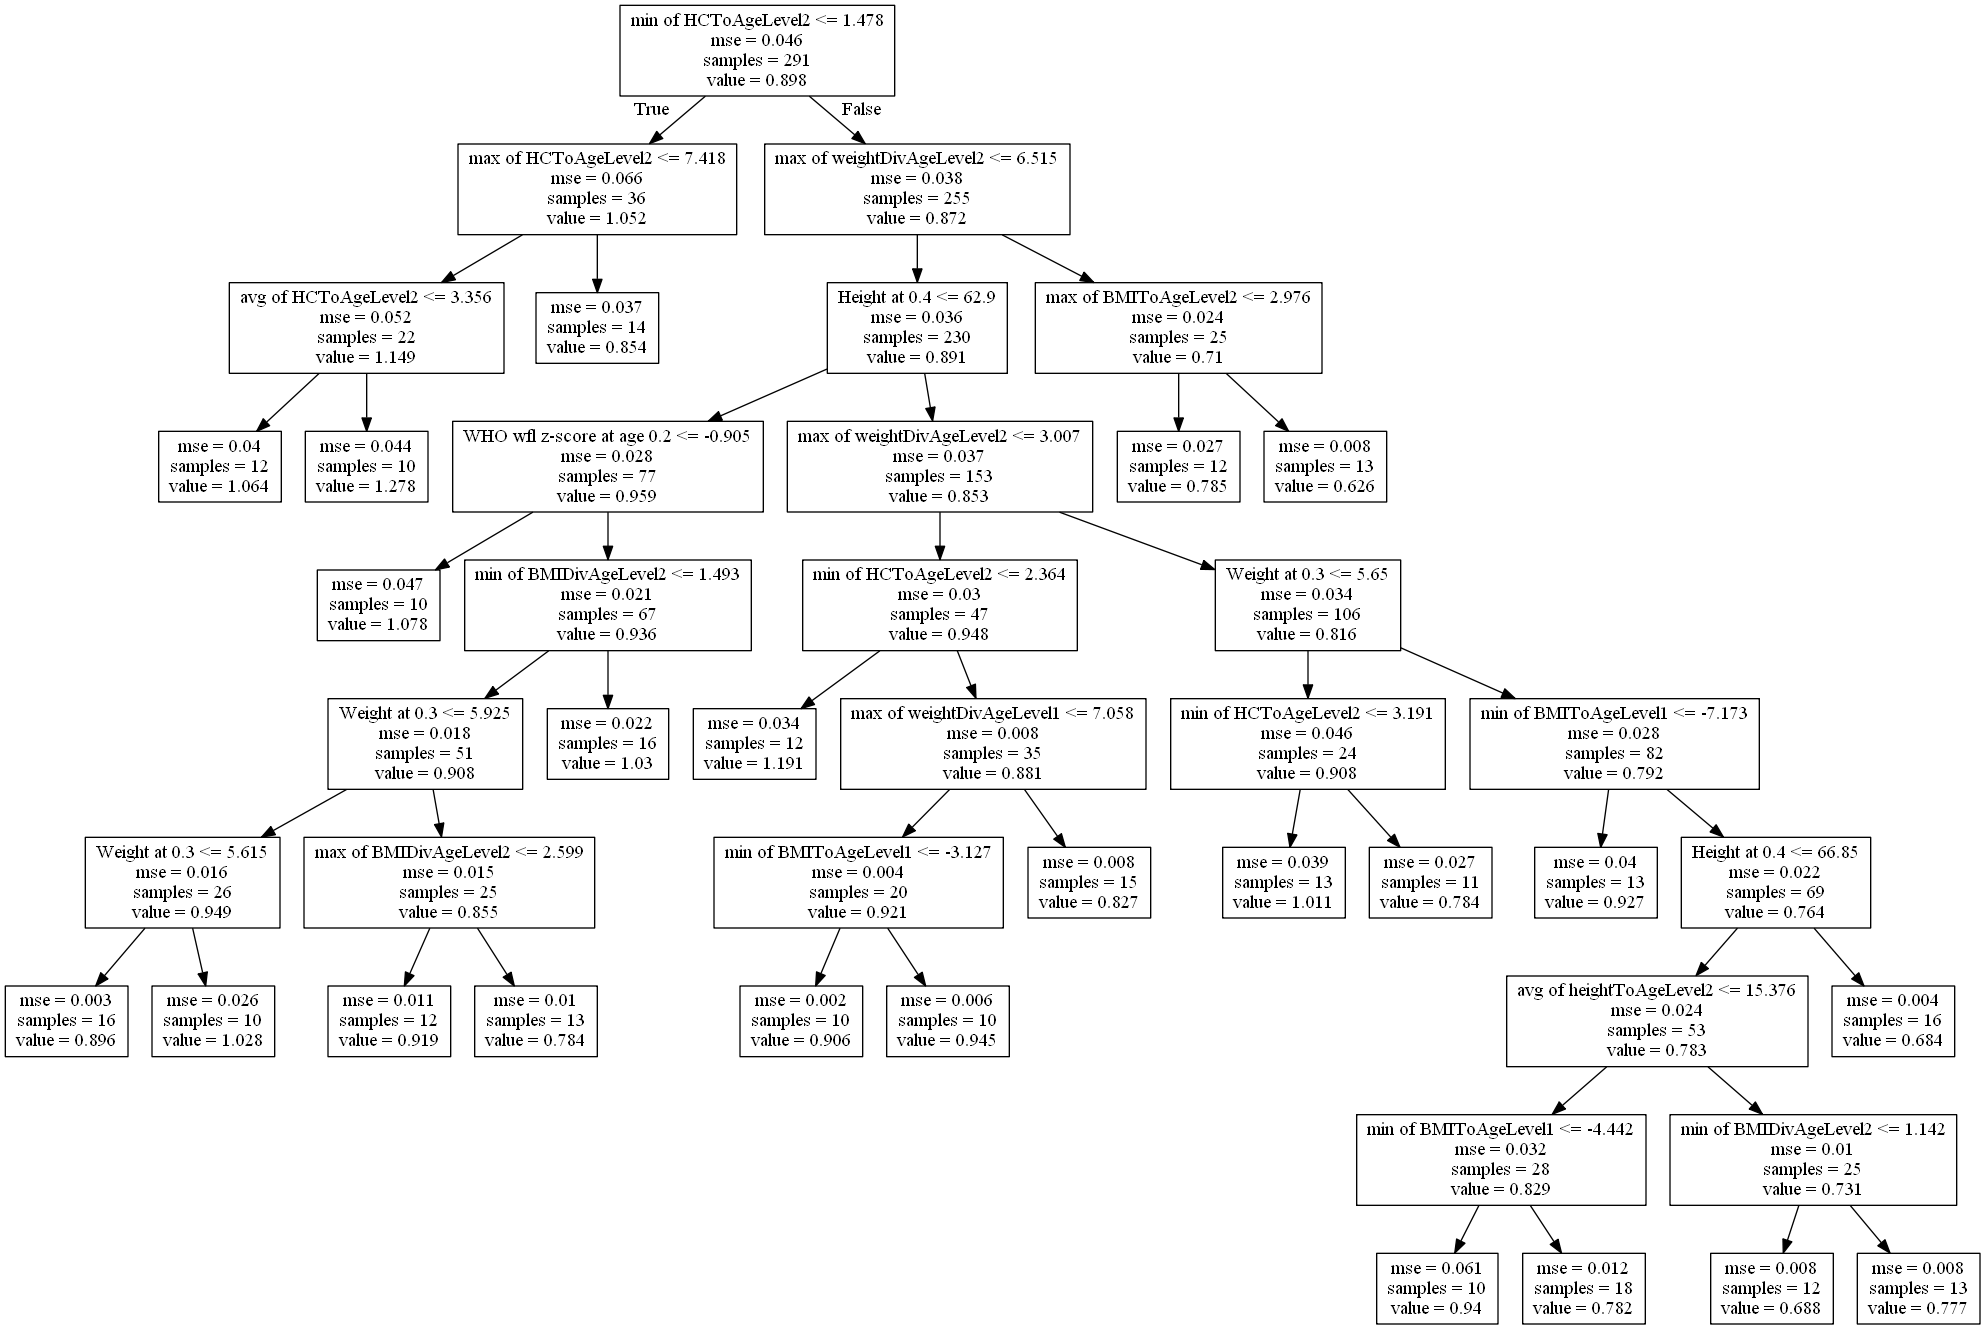 min of HCToAgeLevel2 <= 1.478
mse = 0.046
samples = 291
value = 0.898
True
False
max of HCToAgeLevel2 <= 7.418
mse = 0.066
samples = 36
value = 1.052
max of weightDivAgeLevel2 <= 6.515
mse = 0.038
samples = 255
value = 0.872
avg of HCToAgeLevel2 <= 3.356
mse = 0.052
samples = 22
value = 1.149
mse = 0.037
samples = 14
value = 0.854
Height at 0.4 <= 62.9
mse = 0.036
samples = 230
value = 0.891
max of BMIToAgeLevel2 <= 2.976
mse = 0.024
samples = 25
value = 0.71
mse = 0.04
samples = 12
value = 1.064
mse = 0.044
samples = 10
value = 1.278
WHO wfl z-score at age 0.2 <= -0.905
mse = 0.028
samples = 77
value = 0.959
max of weightDivAgeLevel2 <= 3.007
mse = 0.037
samples = 153
value = 0.853
mse = 0.027
samples = 12
value = 0.785
mse = 0.008
samples = 13
value = 0.626
mse = 0.047
samples = 10
value = 1.078
min of BMIDivAgeLevel2 <= 1.493
mse = 0.021
samples = 67
value = 0.936
min of HCToAgeLevel2 <= 2.364
mse = 0.03
samples = 47
value = 0.948
Weight at 0.3 <= 5.65
mse = 0.034
samples = 106
value = 0.816
Weight at 0.3 <= 5.925
mse = 0.018
samples = 51
value = 0.908
mse = 0.022
samples = 16
value = 1.03
mse = 0.034
samples = 12
value = 1.191
max of weightDivAgeLevel1 <= 7.058
mse = 0.008
samples = 35
value = 0.881
min of HCToAgeLevel2 <= 3.191
mse = 0.046
samples = 24
value = 0.908
min of BMIToAgeLevel1 <= -7.173
mse = 0.028
samples = 82
value = 0.792
Weight at 0.3 <= 5.615
mse = 0.016
samples = 26
value = 0.949
max of BMIDivAgeLevel2 <= 2.599
mse = 0.015
samples = 25
value = 0.855
min of BMIToAgeLevel1 <= -3.127
mse = 0.004
samples = 20
value = 0.921
mse = 0.008
samples = 15
value = 0.827
mse = 0.039
samples = 13
value = 1.011
mse = 0.027
samples = 11
value = 0.784
mse = 0.04
samples = 13
value = 0.927
Height at 0.4 <= 66.85
mse = 0.022
samples = 69
value = 0.764
mse = 0.003
samples = 16
value = 0.896
mse = 0.026
samples = 10
value = 1.028
mse = 0.011
samples = 12
value = 0.919
mse = 0.01
samples = 13
value = 0.784
mse = 0.002
samples = 10
value = 0.906
mse = 0.006
samples = 10
value = 0.945
avg of heightToAgeLevel2 <= 15.376
mse = 0.024
samples = 53
value = 0.783
mse = 0.004
samples = 16
value = 0.684
min of BMIToAgeLevel1 <= -4.442
mse = 0.032
samples = 28
value = 0.829
min of BMIDivAgeLevel2 <= 1.142
mse = 0.01
samples = 25
value = 0.731
mse = 0.061
samples = 10
value = 0.94
mse = 0.012
samples = 18
value = 0.782
mse = 0.008
samples = 12
value = 0.688
mse = 0.008
samples = 13
value = 0.777